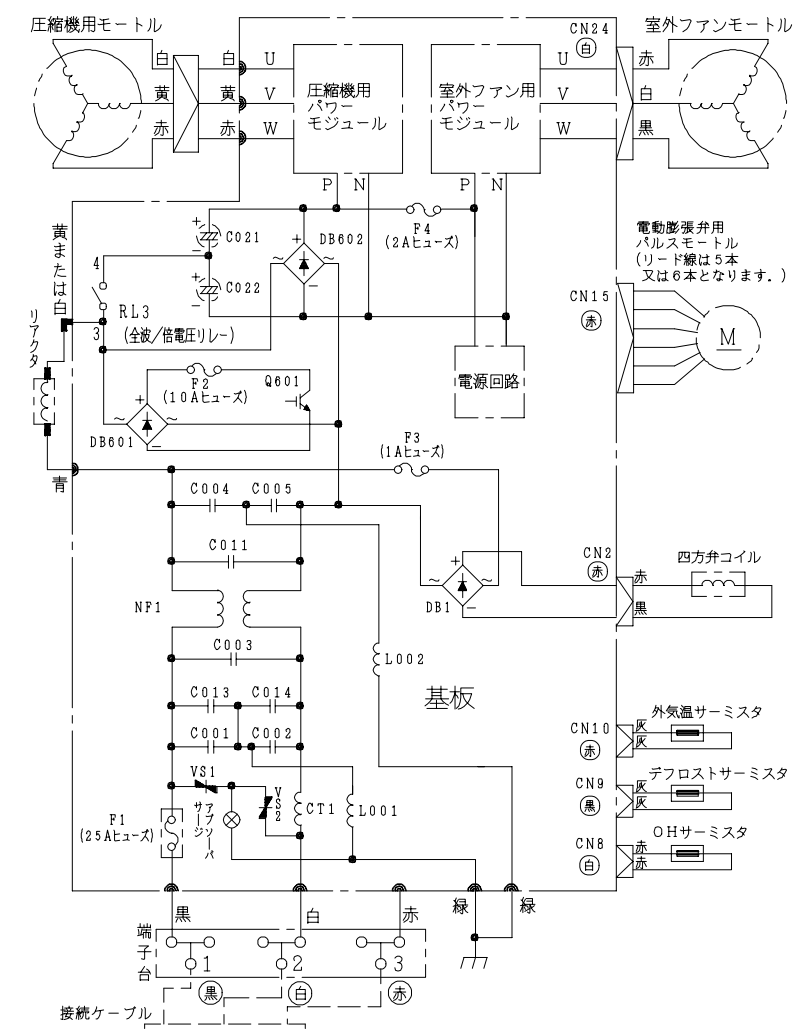 圧縮機用モートル
CN24
白
室外ファンモートル
白
黄
赤
白
黄
赤
U
V
W
圧縮機用
パワー
モジュール
室外ファン用
パワー
モジュール
U
V
W
赤
白
黒
P N
P N
F4
(2Aヒューズ)
+
C021
-
+
C022
-
DB602
+
~ ~
-
黄または白
4
RL3
3
(全波/倍電圧リレー)
リアクタ
電動膨張弁用
パルスモートル
(リード線は5本
又は6本となります。)
CN15
赤
M
電源回路
F2
(10Aヒューズ)
Q601
+
~ ~
-
DB601
F3
(1Aヒューズ)
青
C004 C005
C011
NF1
C003
CN2
赤
四方弁コイル
赤
黒
+
~ ~
-
DB1
L002
基板
C013 C014
C001 C002
VS1
VS2
サージ
アブソーバ
CT1
L001
F1
(25Aヒューズ)
CN10
赤
外気温サーミスタ
灰
灰
CN9
黒
デフロストサーミスタ
灰
灰
CN8
白
OHサーミスタ
赤
赤
黒
白
赤
緑
緑
端子台
1
2
3
黒
白
赤
接続ケーブル